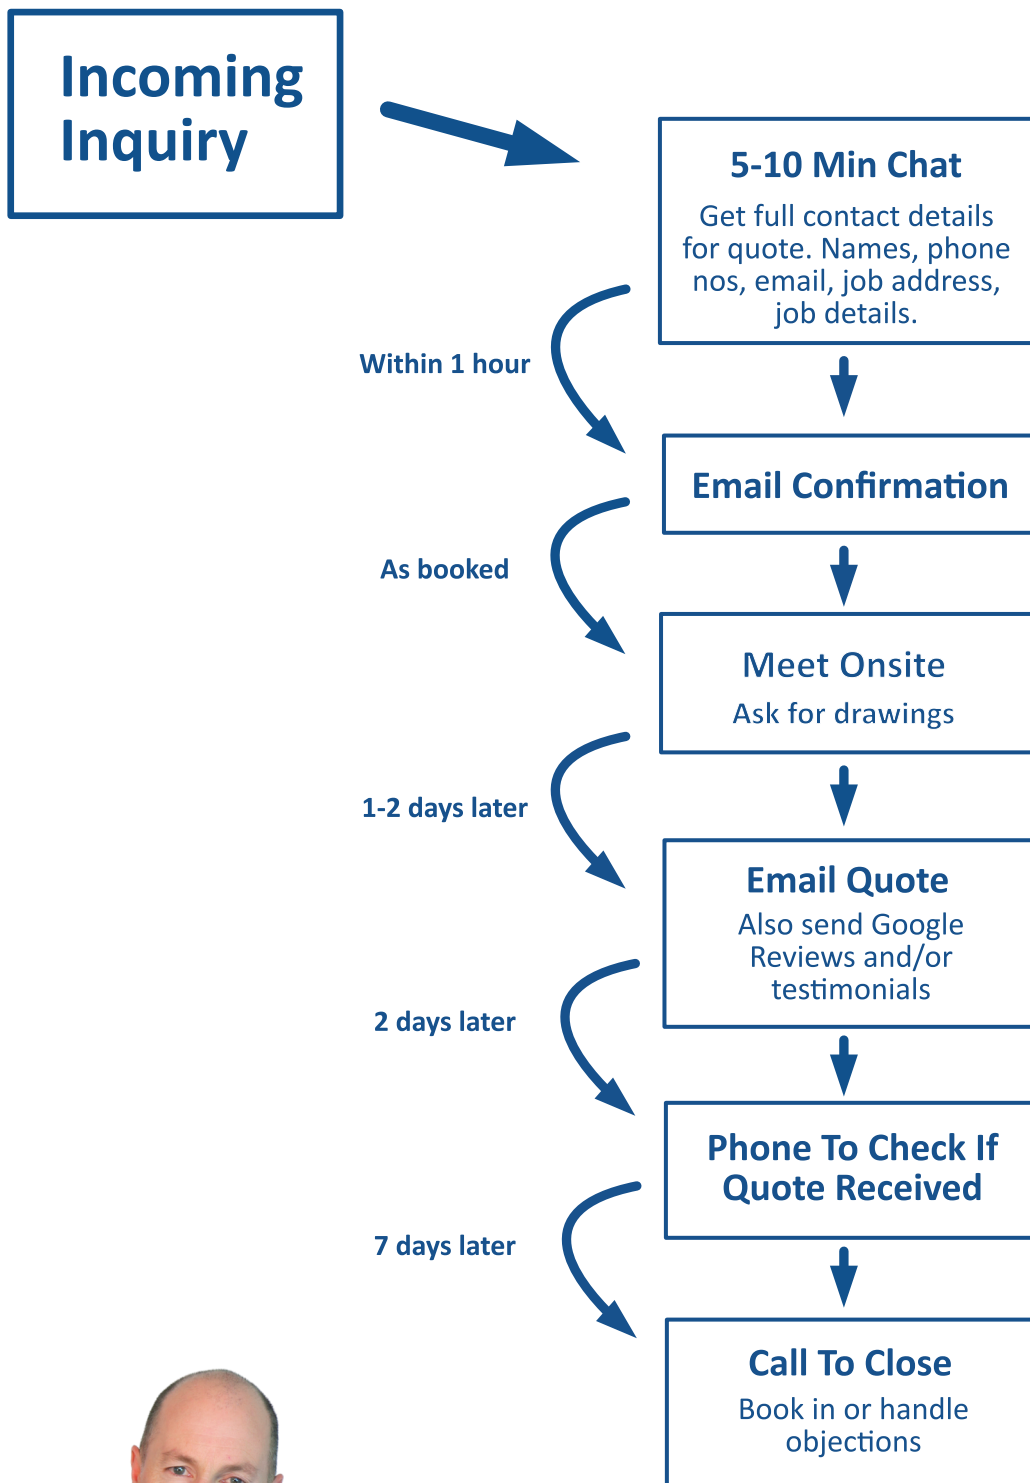 Incoming
Inquiry
5-10 Min Chat
Get full contact details
for quote. Names, phone
nos, email, job address,
job details.
Within 1 hour
Email Confirmation
As booked
Meet Onsite
Ask for drawings
1-2 days later
Email Quote
Also send Google
Reviews and/or
testimonials
2 days later
Phone To Check If
Quote Received
7 days later
Call To Close
Book in or handle
objections